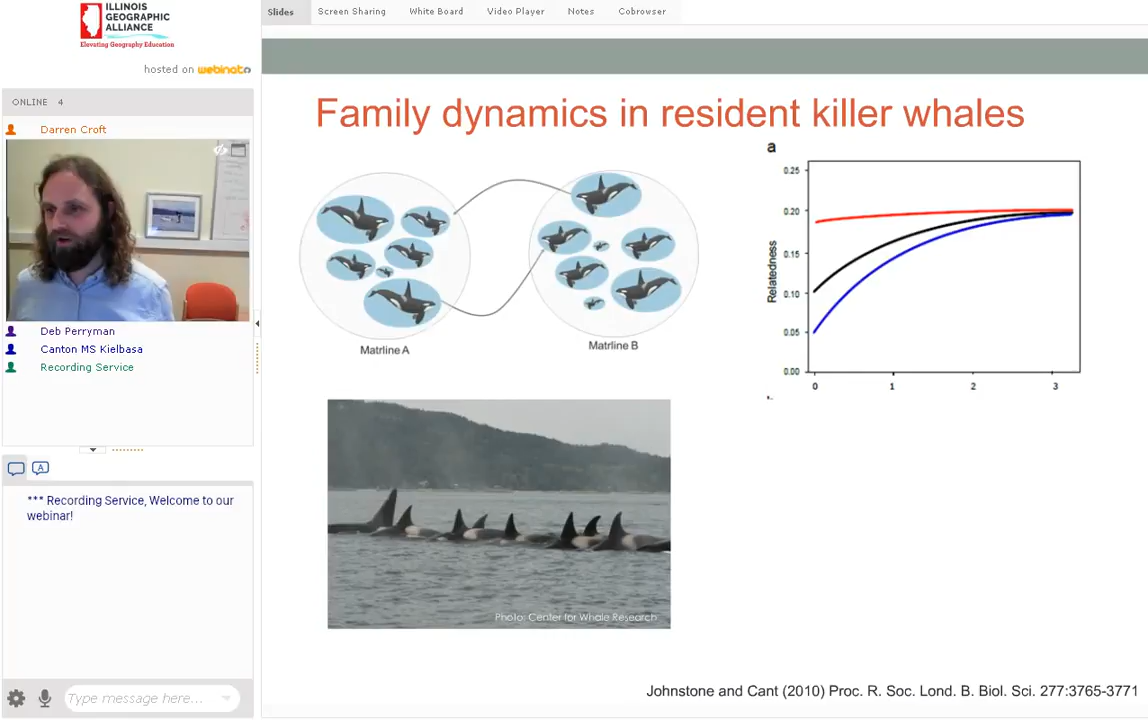 ILLINOIS
GEOGRAPHIC
ALLIANCE
Elevating Geography Education
hosted on webinato
ONLINE 4
Darren Croft
Deb Perryman
Canton MS Kielbasa
Recording Service
*** Recording Service, Welcome to our
webinar!
Type message here...
Slides
Screen Sharing
White Board
Video Player
Notes
Cobrowser
Family dynamics in resident killer whales
Matrline A
Matrline B
a
Relatedness
0.25
0.20
0.15
0.10
0.05
0.00
0 1 2 3
Photo: Center for Whale Research
Johnstone and Cant (2010) Proc. R. Soc. Lond. B. Biol. Sci. 277:3765-3771